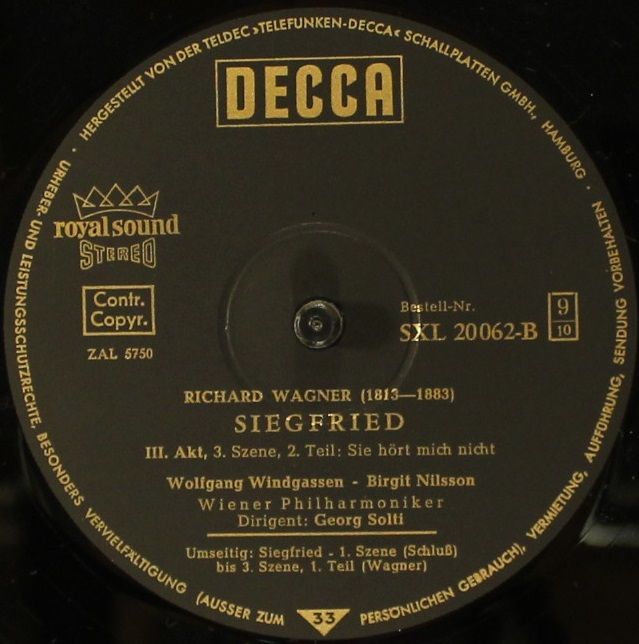 · HERGESTELLT VON DER TELDEC »TELEFUNKEN-DECCA« SCHALLPLATTEN GMBH., HAMBURG ·
URHEBER- UND LEISTUNGSSCHUTZRECHTE, BESONDERS VERVIELFÄLTIGUNG (AUSSER ZUM PERSÖNLICHEN GEBRAUCH), VERMIETUNG, AUFFÜHRUNG, SENDUNG VORBEHALTEN
DECCA
royal sound
STEREO
Contr.
Copyr.
ZAL 5750
Bestell-Nr.
SXL 20062-B
9
10
RICHARD WAGNER (1813—1883)
SIEGFRIED
III. Akt, 3. Szene, 2. Teil: Sie hört mich nicht
Wolfgang Windgassen - Birgit Nilsson
Wiener Philharmoniker
Dirigent: Georg Solti
Umseitig: Siegfried - 1. Szene (Schluß)
bis 3. Szene, 1. Teil (Wagner)
33